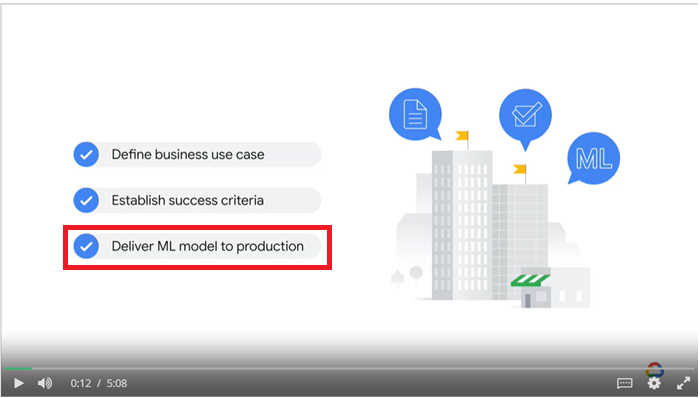 Define business use case
Establish success criteria
Deliver ML model to production
ML
0:12 / 5:08